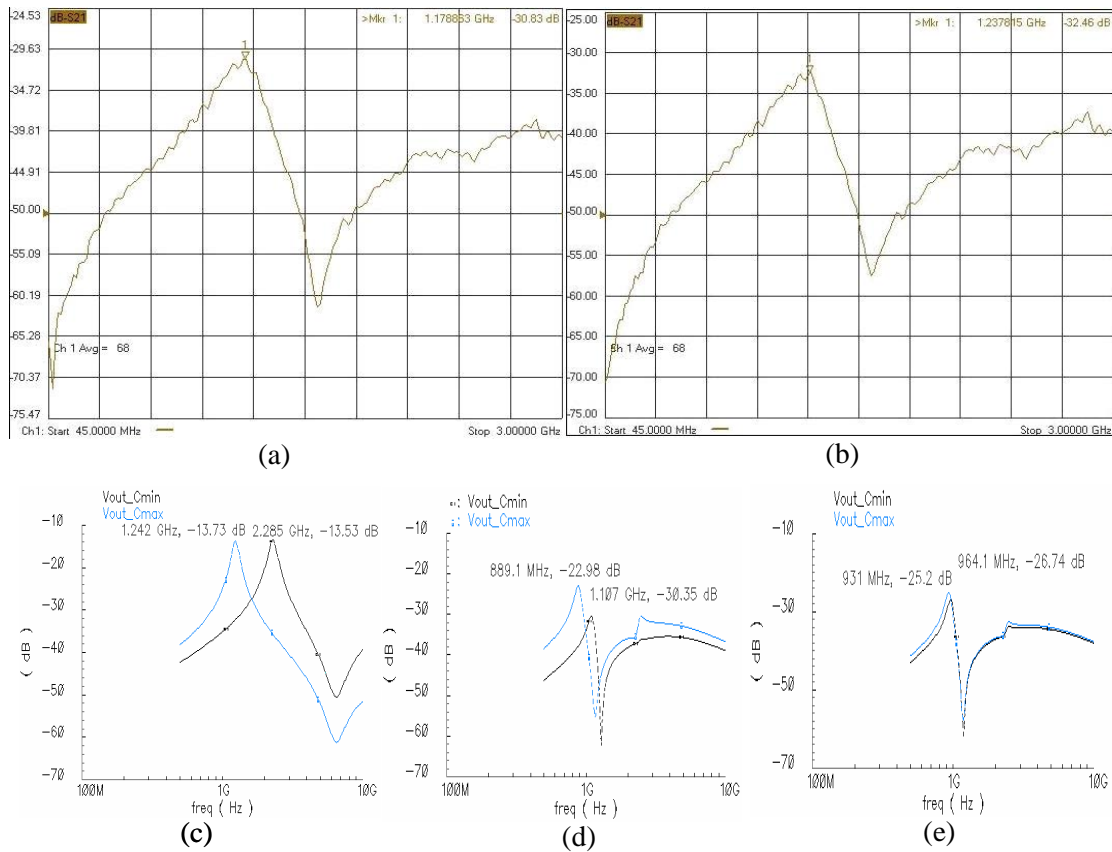 24.53
-29.63
-34.72
-39.81
-44.91
-50.00
-55.09
-60.19
-65.28
-70.37
-75.47
dB-S21
>Mkr 1: 1.178863 GHz -30.83 dB
1
Ch 1 Avg = 68
Ch1: Start 45.0000 MHz
Stop 3.00000 GHz
(a)
-25.00
-30.00
-35.00
-40.00
-45.00
-50.00
-55.00
-60.00
-65.00
-70.00
-75.00
dB-S21
>Mkr 1: 1.237815 GHz -32.46 dB
1
Ch 1 Avg = 68
Ch1: Start 45.0000 MHz
Stop 3.00000 GHz
(b)
Vout_Cmin
Vout_Cmax
1.242 GHz, -13.73 dB
2.285 GHz, -13.53 dB
-10
-20
-30
-40
-50
-60
-70
( dB )
100M
1G
10G
freq ( Hz )
(c)
Vout_Cmin
Vout_Cmax
889.1 MHz, -22.98 dB
1.107 GHz, -30.35 dB
-10
-20
-30
-40
-50
-60
-70
( dB )
100M
1G
10G
freq ( Hz )
(d)
Vout_Cmin
Vout_Cmax
964.1 MHz, -26.74 dB
931 MHz, -25.2 dB
-10
-30
-50
-70
( dB )
100M
1G
10G
freq ( Hz )
(e)